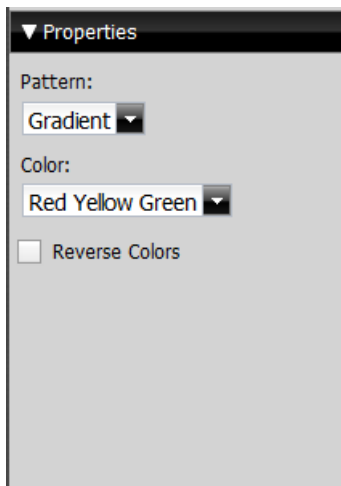 Properties
Pattern:
Gradient
Color:
Red Yellow Green
Reverse Colors